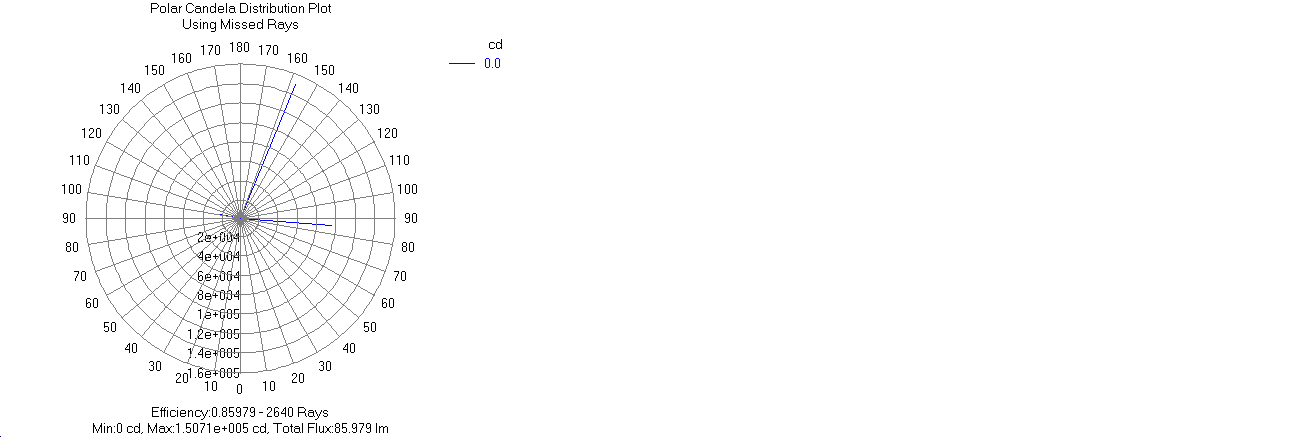 Polar Candela Distribution Plot
Using Missed Rays
cd
0.0
180
170 170
160 160
150 150
140 140
130 130
120 120
110 110
100 100
90 90
80 80
70 70
60 60
50 50
40 40
30 30
20 20
10 10
0
2e+004
4e+004
6e+004
8e+004
1e+005
1.2e+005
1.4e+005
1.6e+005
Efficiency:0.85979 - 2640 Rays
Min:0 cd, Max:1.5071e+005 cd, Total Flux:85.979 lm